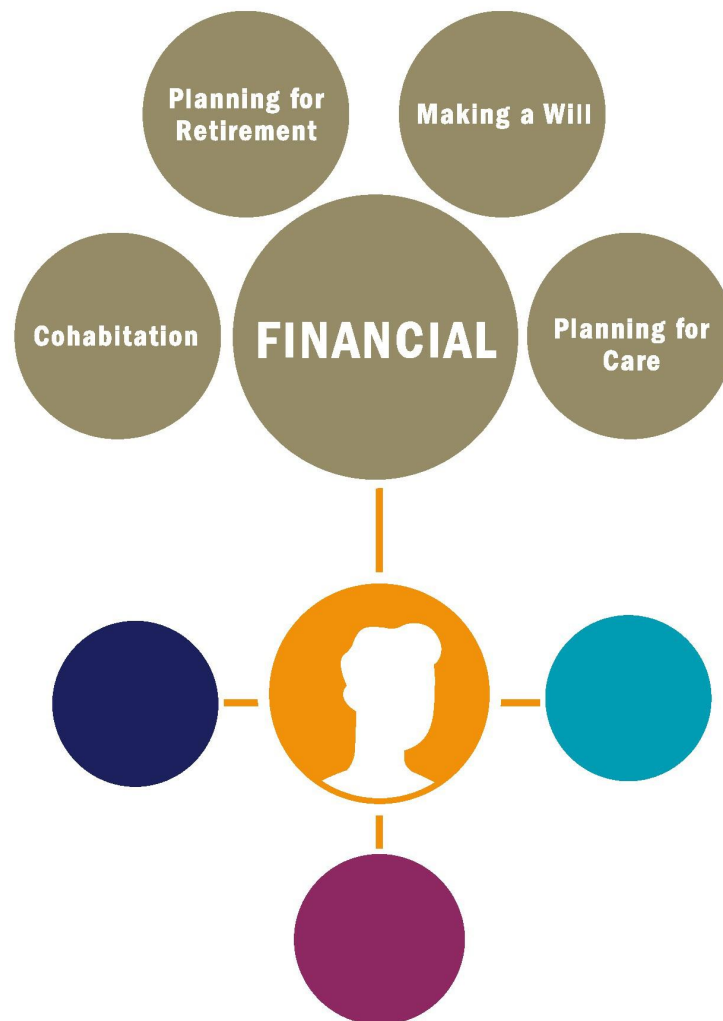 Planning for
Retirement
Making a Will
Cohabitation
FINANCIAL
Planning for
Care